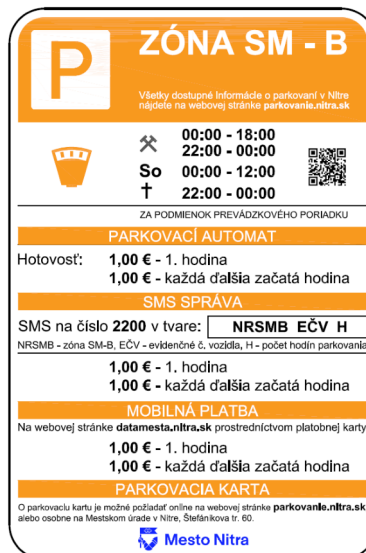 P
ZÓNA SM - B
Všetky dostupné informácie o parkovaní v Nitre
nájdete na webovej stránke parkovanie.nitra.sk
00:00 - 18:00
22:00 - 00:00
So 00:00 - 12:00
† 22:00 - 00:00
ZA PODMIENOK PREVÁDZKOVÉHO PORIADKU
PARKOVACÍ AUTOMAT
Hotovosť: 1,00 € - 1. hodina
1,00 € - každá ďalšia začatá hodina
SMS SPRÁVA
SMS na číslo 2200 v tvare: NRSMB EČV H
NRSMB - zóna SM-B, EČV - evidenčné č. vozidla, H - počet hodín parkovania
1,00 € - 1. hodina
1,00 € - každá ďalšia začatá hodina
MOBILNÁ PLATBA
Na webovej stránke datamesta.nitra.sk prostredníctvom platobnej karty
1,00 € - 1. hodina
1,00 € - každá ďalšia začatá hodina
PARKOVACIA KARTA
O parkovaciu kartu je možné požiadať online na webovej stránke parkovanie.nitra.sk
alebo osobne na Mestskom úrade v Nitre, Štefánikova tr. 60.
Mesto Nitra